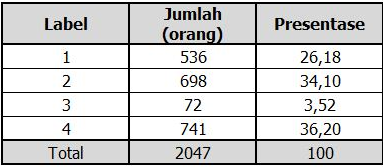 Label Jumlah (orang) Presentase
1 536 26,18
2 698 34,10
3 72 3,52
4 741 36,20
Total 2047 100